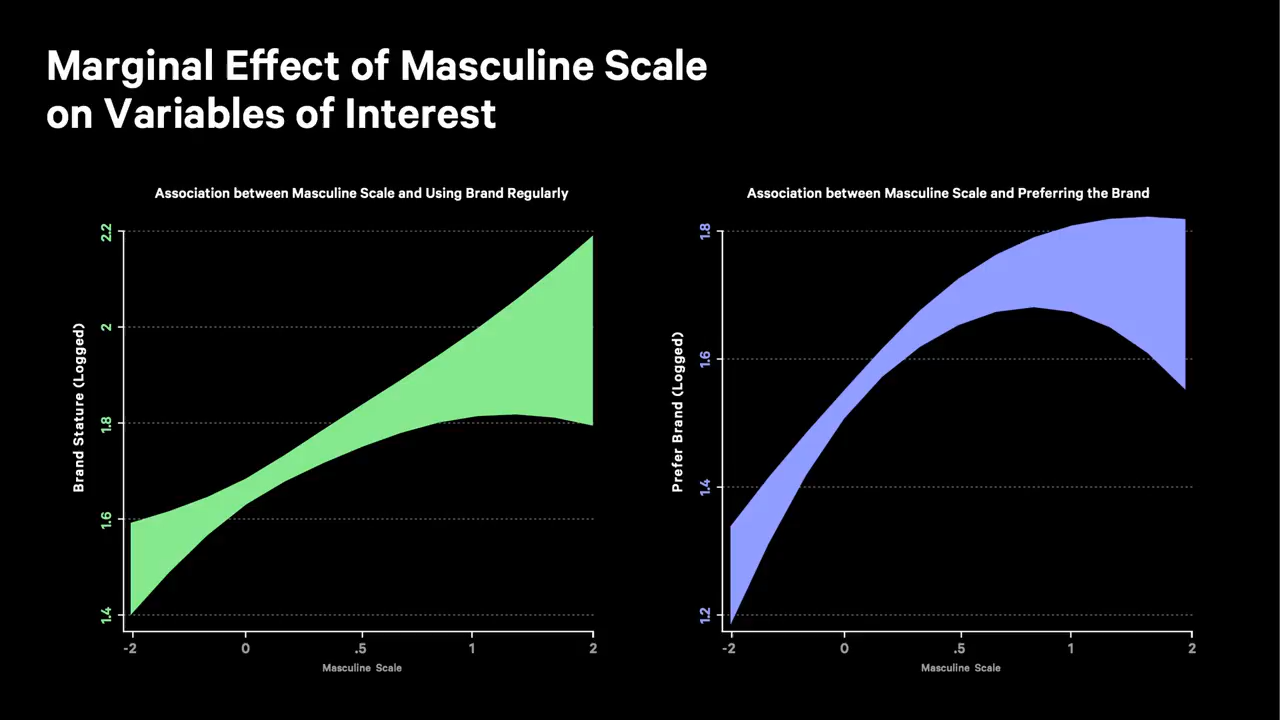 Marginal Effect of Masculine Scale
on Variables of Interest
Association between Masculine Scale and Using Brand Regularly
Brand Stature (Logged)
2.2
2
1.8
1.6
1.4
-2
0
.5
1
2
Masculine Scale
Association between Masculine Scale and Preferring the Brand
Prefer Brand (Logged)
1.8
1.6
1.4
1.2
-2
0
.5
1
2
Masculine Scale